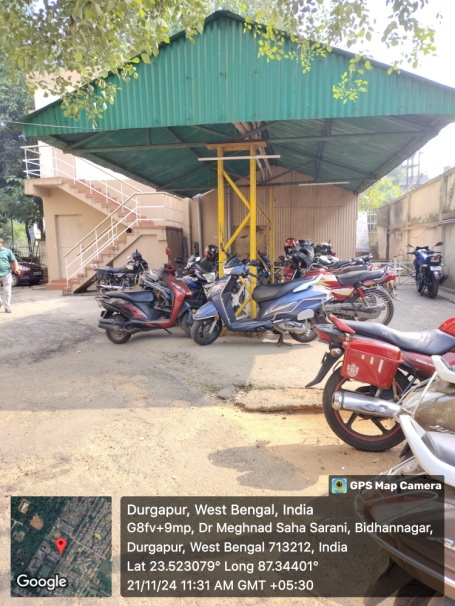 GPS Map Camera
Durgapur, West Bengal, India
G8fv+9mp, Dr Meghnad Saha Sarani, Bidhannagar,
Durgapur, West Bengal 713212, India
Lat 23.523079° Long 87.34401°
21/11/24 11:31 AM GMT +05:30
Google